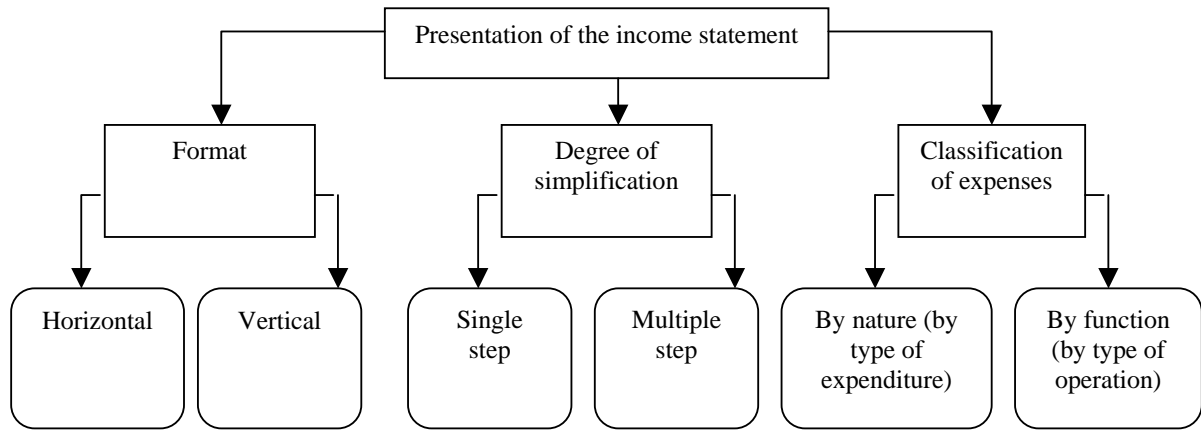 Presentation of the income statement
Format
Degree of
simplification
Classification
of expenses
Horizontal
Vertical
Single
step
Multiple
step
By nature (by
type of
expenditure)
By function
(by type of
operation)